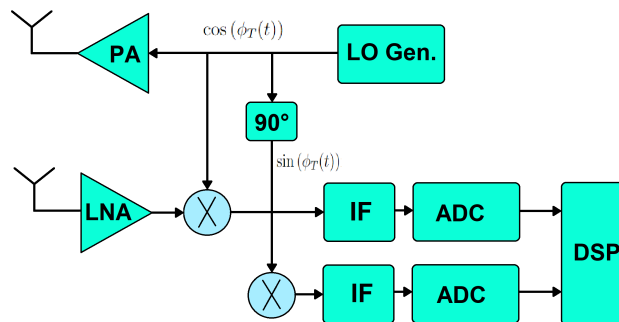 cos (ϕ_T(t))
LO Gen.
PA
90°
sin (ϕ_T(t))
LNA
IF
ADC
DSP
IF
ADC